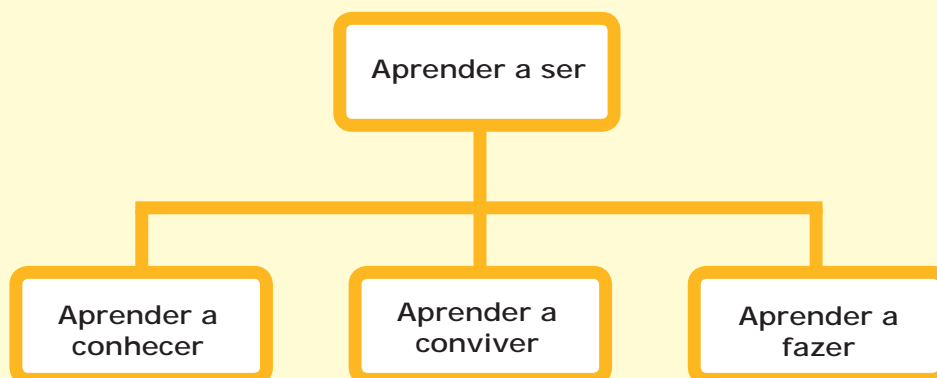 Aprender a ser
Aprender a
conhecer
Aprender a
conviver
Aprender a
fazer